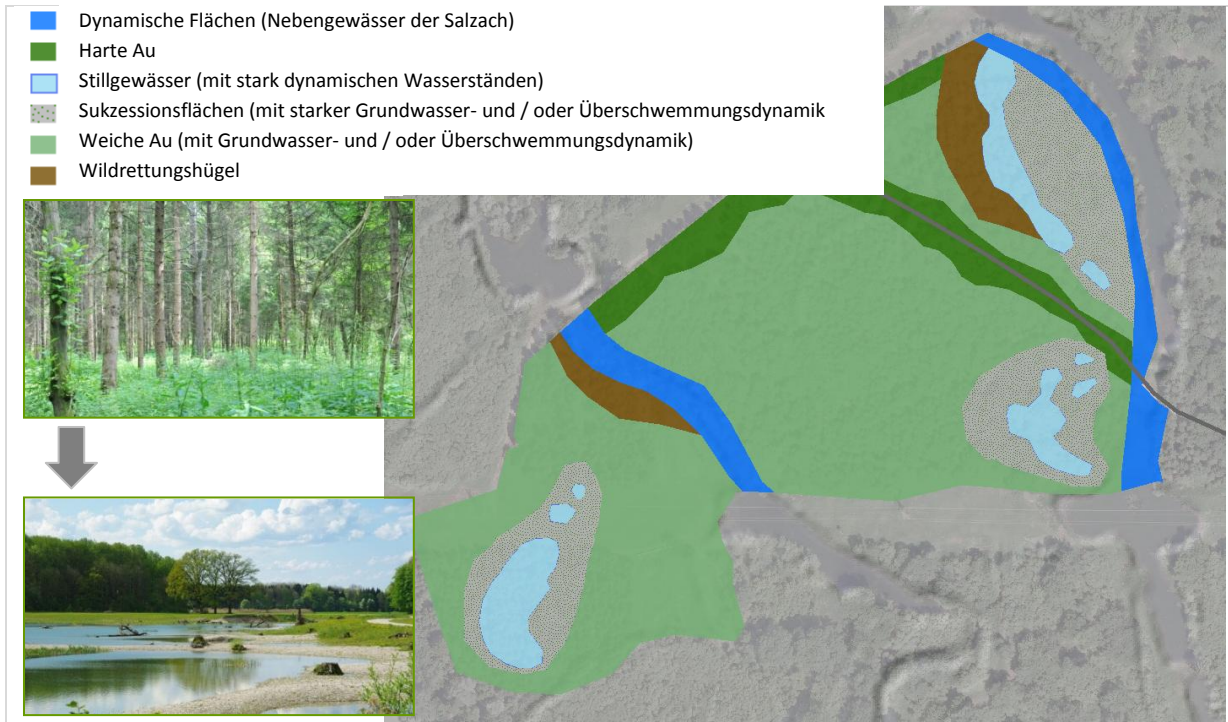 Dynamische Flächen (Nebengewässer der Salzach)
Harte Au
Stillgewässer (mit stark dynamischen Wasserständen)
Sukzessionsflächen (mit starker Grundwasser- und / oder Überschwemmungsdynamik
Weiche Au (mit Grundwasser- und / oder Überschwemmungsdynamik)
Wildrettungshügel